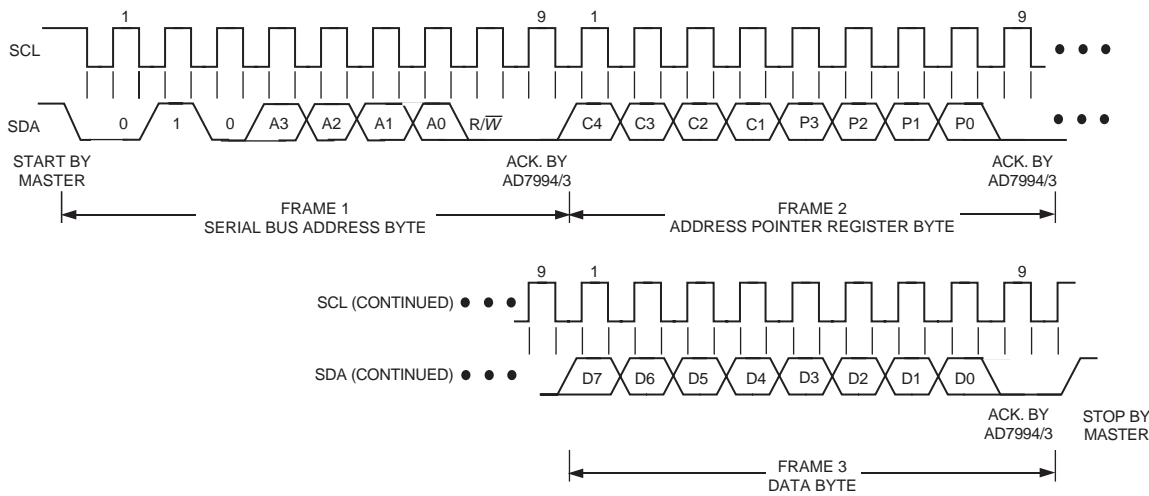 1 9 1 9
SCL
SDA 0 1 0 A3 A2 A1 A0 R/W̅ C4 C3 C2 C1 P3 P2 P1 P0
START BY
MASTER
ACK. BY
AD7994/3
ACK. BY
AD7994/3
FRAME 1
SERIAL BUS ADDRESS BYTE
FRAME 2
ADDRESS POINTER REGISTER BYTE
9 1 9
SCL (CONTINUED)
SDA (CONTINUED) D7 D6 D5 D4 D3 D2 D1 D0
ACK. BY
AD7994/3
STOP BY
MASTER
FRAME 3
DATA BYTE